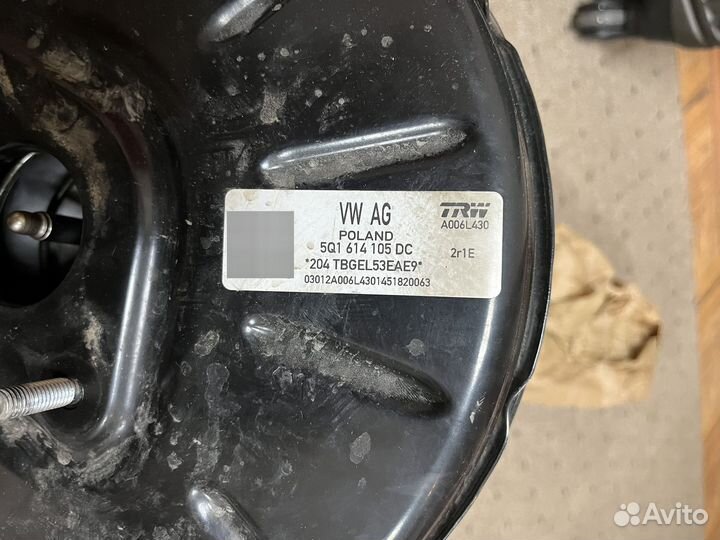 VW AG
POLAND
5Q1 614 105 DC
*204 TBGEL53EAE9*
03012A006L4301451820063
TRW
A006L430
2r1E
Avito